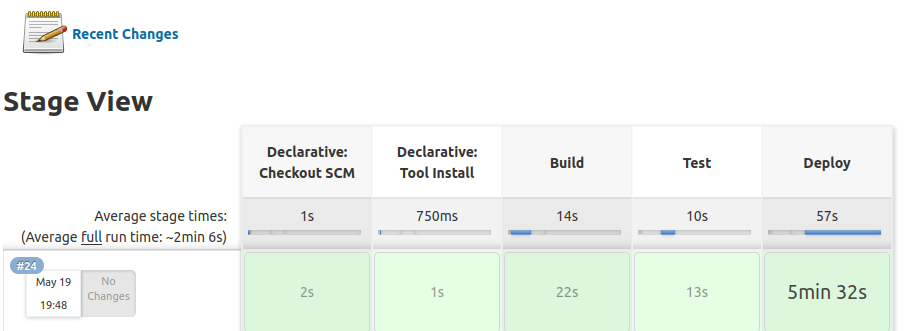 Recent Changes
Stage View
Declarative: Checkout SCM
Declarative: Tool Install
Build
Test
Deploy
Average stage times:
(Average full run time: ~2min 6s)
1s
750ms
14s
10s
57s
#24
May 19
19:48
No
Changes
2s
1s
22s
13s
5min 32s